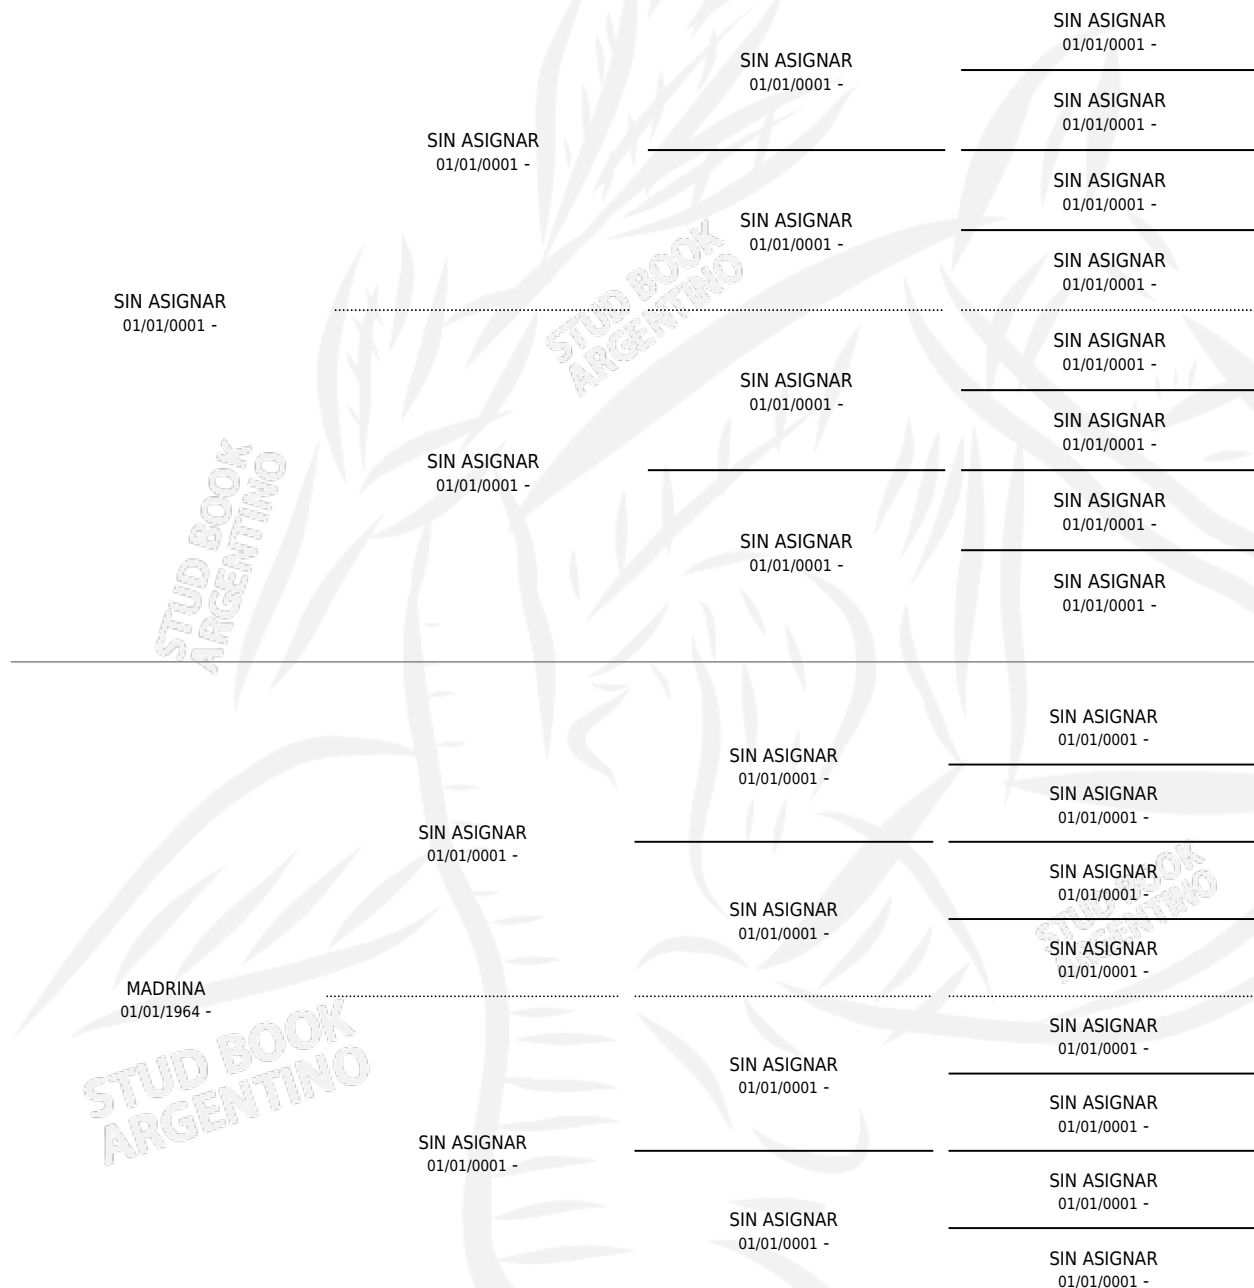 SIN ASIGNAR
01/01/0001 -
SIN ASIGNAR
01/01/0001 -
SIN ASIGNAR
01/01/0001 -
SIN ASIGNAR
01/01/0001 -
SIN ASIGNAR
01/01/0001 -
SIN ASIGNAR
01/01/0001 -
SIN ASIGNAR
01/01/0001 -
SIN ASIGNAR
01/01/0001 -
STUD BOOK
ARGENTINO
SIN ASIGNAR
01/01/0001 -
SIN ASIGNAR
01/01/0001 -
SIN ASIGNAR
01/01/0001 -
SIN ASIGNAR
01/01/0001 -
SIN ASIGNAR
01/01/0001 -
STUD BOOK
ARGENTINO
SIN ASIGNAR
01/01/0001 -
SIN ASIGNAR
01/01/0001 -
SIN ASIGNAR
01/01/0001 -
SIN ASIGNAR
01/01/0001 -
SIN ASIGNAR
01/01/0001 -
SIN ASIGNAR
01/01/0001 -
SIN ASIGNAR
01/01/0001 -
SIN ASIGNAR
01/01/0001 -
SIN ASIGNAR
01/01/0001 -
STUD BOOK
ARGENTINO
SIN ASIGNAR
01/01/0001 -
SIN ASIGNAR
01/01/0001 -
MADRINA
01/01/1964 -
STUD BOOK
ARGENTINO
SIN ASIGNAR
01/01/0001 -
SIN ASIGNAR
01/01/0001 -
SIN ASIGNAR
01/01/0001 -
SIN ASIGNAR
01/01/0001 -
SIN ASIGNAR
01/01/0001 -
SIN ASIGNAR
01/01/0001 -
SIN ASIGNAR
01/01/0001 -